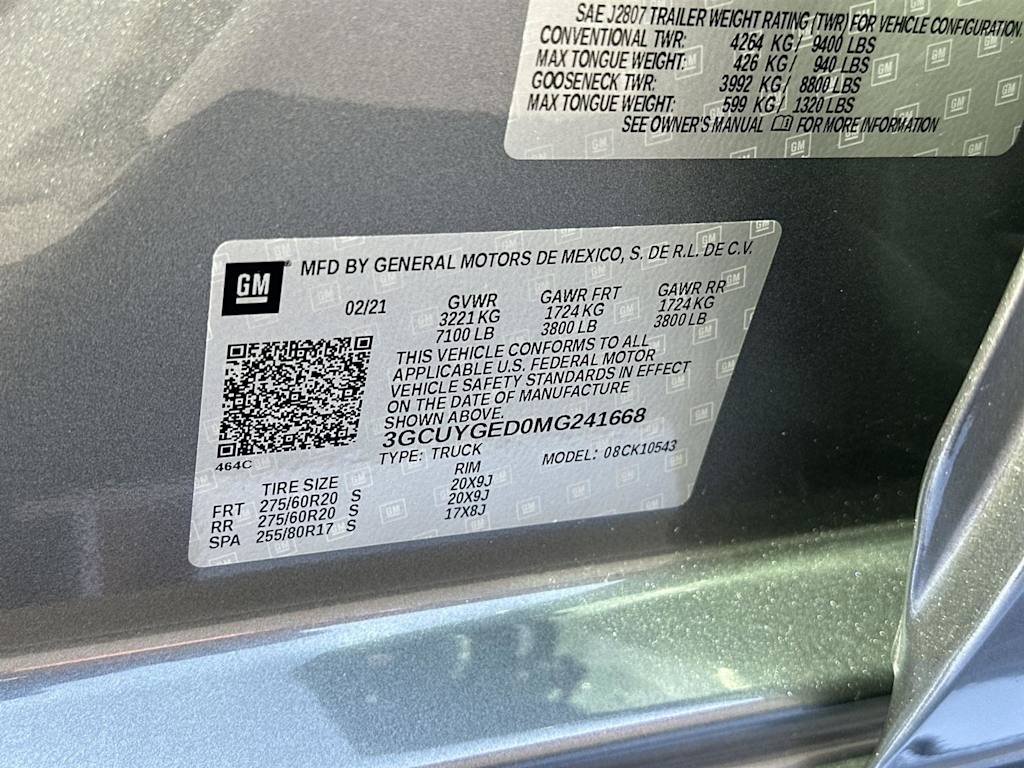 SAE J2807 TRAILER WEIGHT RATING (TWR) FOR VEHICLE CONFIGURATION.
CONVENTIONAL TWR: 4264 KG / 9400 LBS
MAX TONGUE WEIGHT: 426 KG / 940 LBS
GOOSENECK TWR: 3992 KG / 8800 LBS
MAX TONGUE WEIGHT: 599 KG / 1320 LBS
SEE OWNER'S MANUAL FOR MORE INFORMATION
GM
MFD BY GENERAL MOTORS DE MEXICO, S. DE R.L. DE C.V.
02/21 GVWR GAWR FRT GAWR RR
3221 KG 1724 KG 1724 KG
7100 LB 3800 LB 3800 LB
THIS VEHICLE CONFORMS TO ALL
APPLICABLE U.S. FEDERAL MOTOR
VEHICLE SAFETY STANDARDS IN EFFECT
ON THE DATE OF MANUFACTURE
SHOWN ABOVE.
3GCUYGED0MG241668
464C
TYPE: TRUCK MODEL: 08CK10543
TIRE SIZE RIM
FRT 275/60R20 S 20X9J
RR 275/60R20 S 20X9J
SPA 255/80R17 S 17X8J